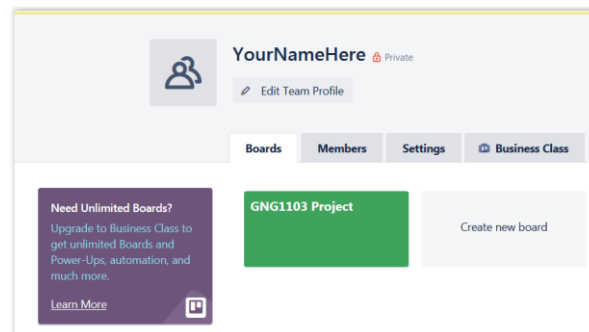 YourNameHere Private
Edit Team Profile
Boards Members Settings Business Class
Need Unlimited Boards?
Upgrade to Business Class to
get unlimited Boards and
Power-Ups, automation, and
much more.
Learn More
GNG1103 Project
Create new board